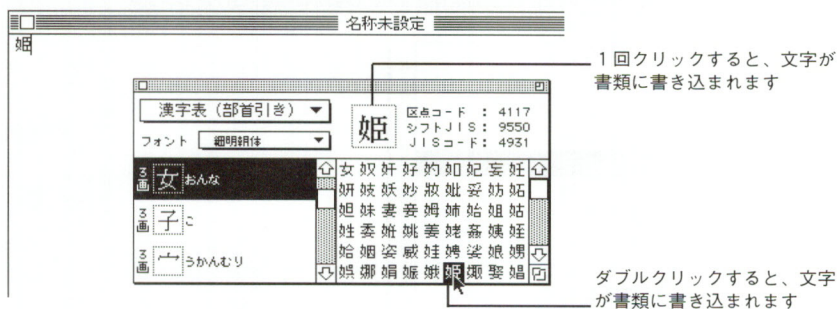 名称未設定
姫
1回クリックすると、文字が
書類に書き込まれます
漢字表（部首引き）
フォント 細明朝体
姫
区点コード : 4117
シフトJIS: 9550
JISコード: 4931
3画 女 おんな
3画 子 こ
3画 宀 うかんむり
女奴奸好妁如妃妄妊
妍妓妖妙妝妣妥妨妬
妲妹妻妾姆姉始姐姑
姓委姙姚美姥姦姨姪
姶姻姿威娃娉娑娘娚
娯娜娟娠娥姫娵娶娼
ダブルクリックすると、文字
が書類に書き込まれます